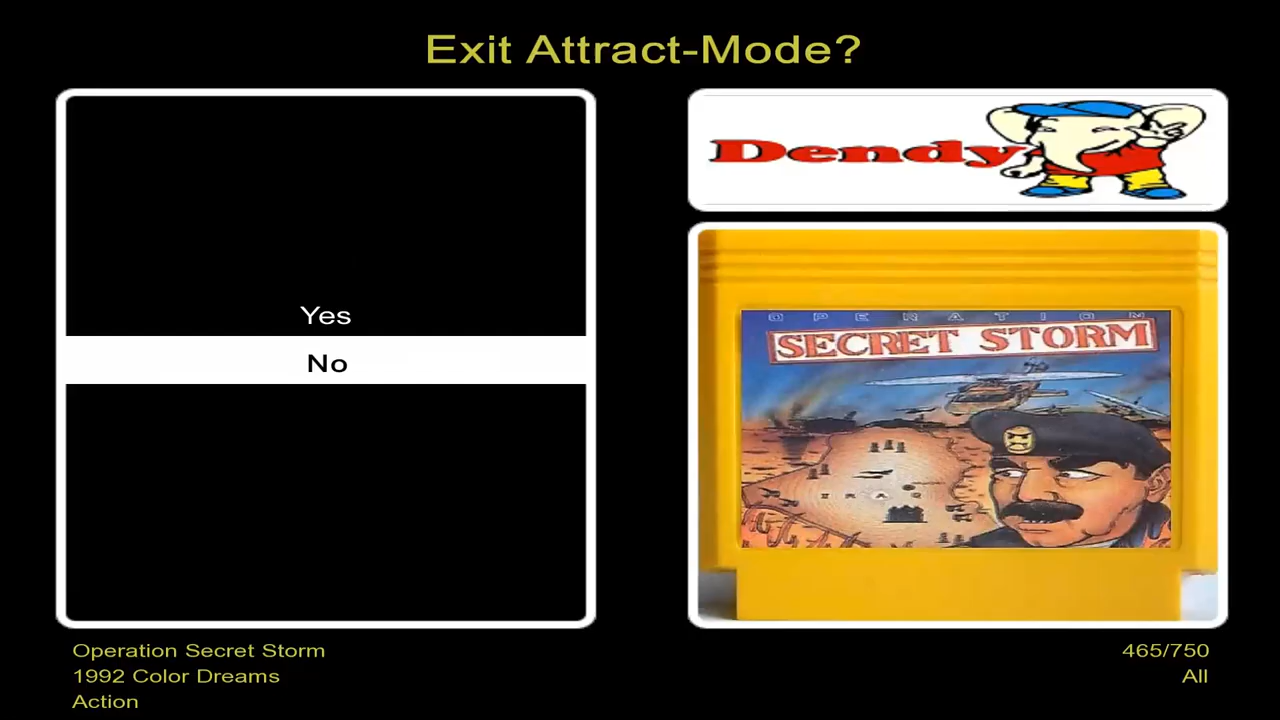 Exit Attract-Mode?
Dendy
Yes
No
OPERATION
SECRET STORM
IRAQ
Operation Secret Storm
1992 Color Dreams
Action
465/750
All